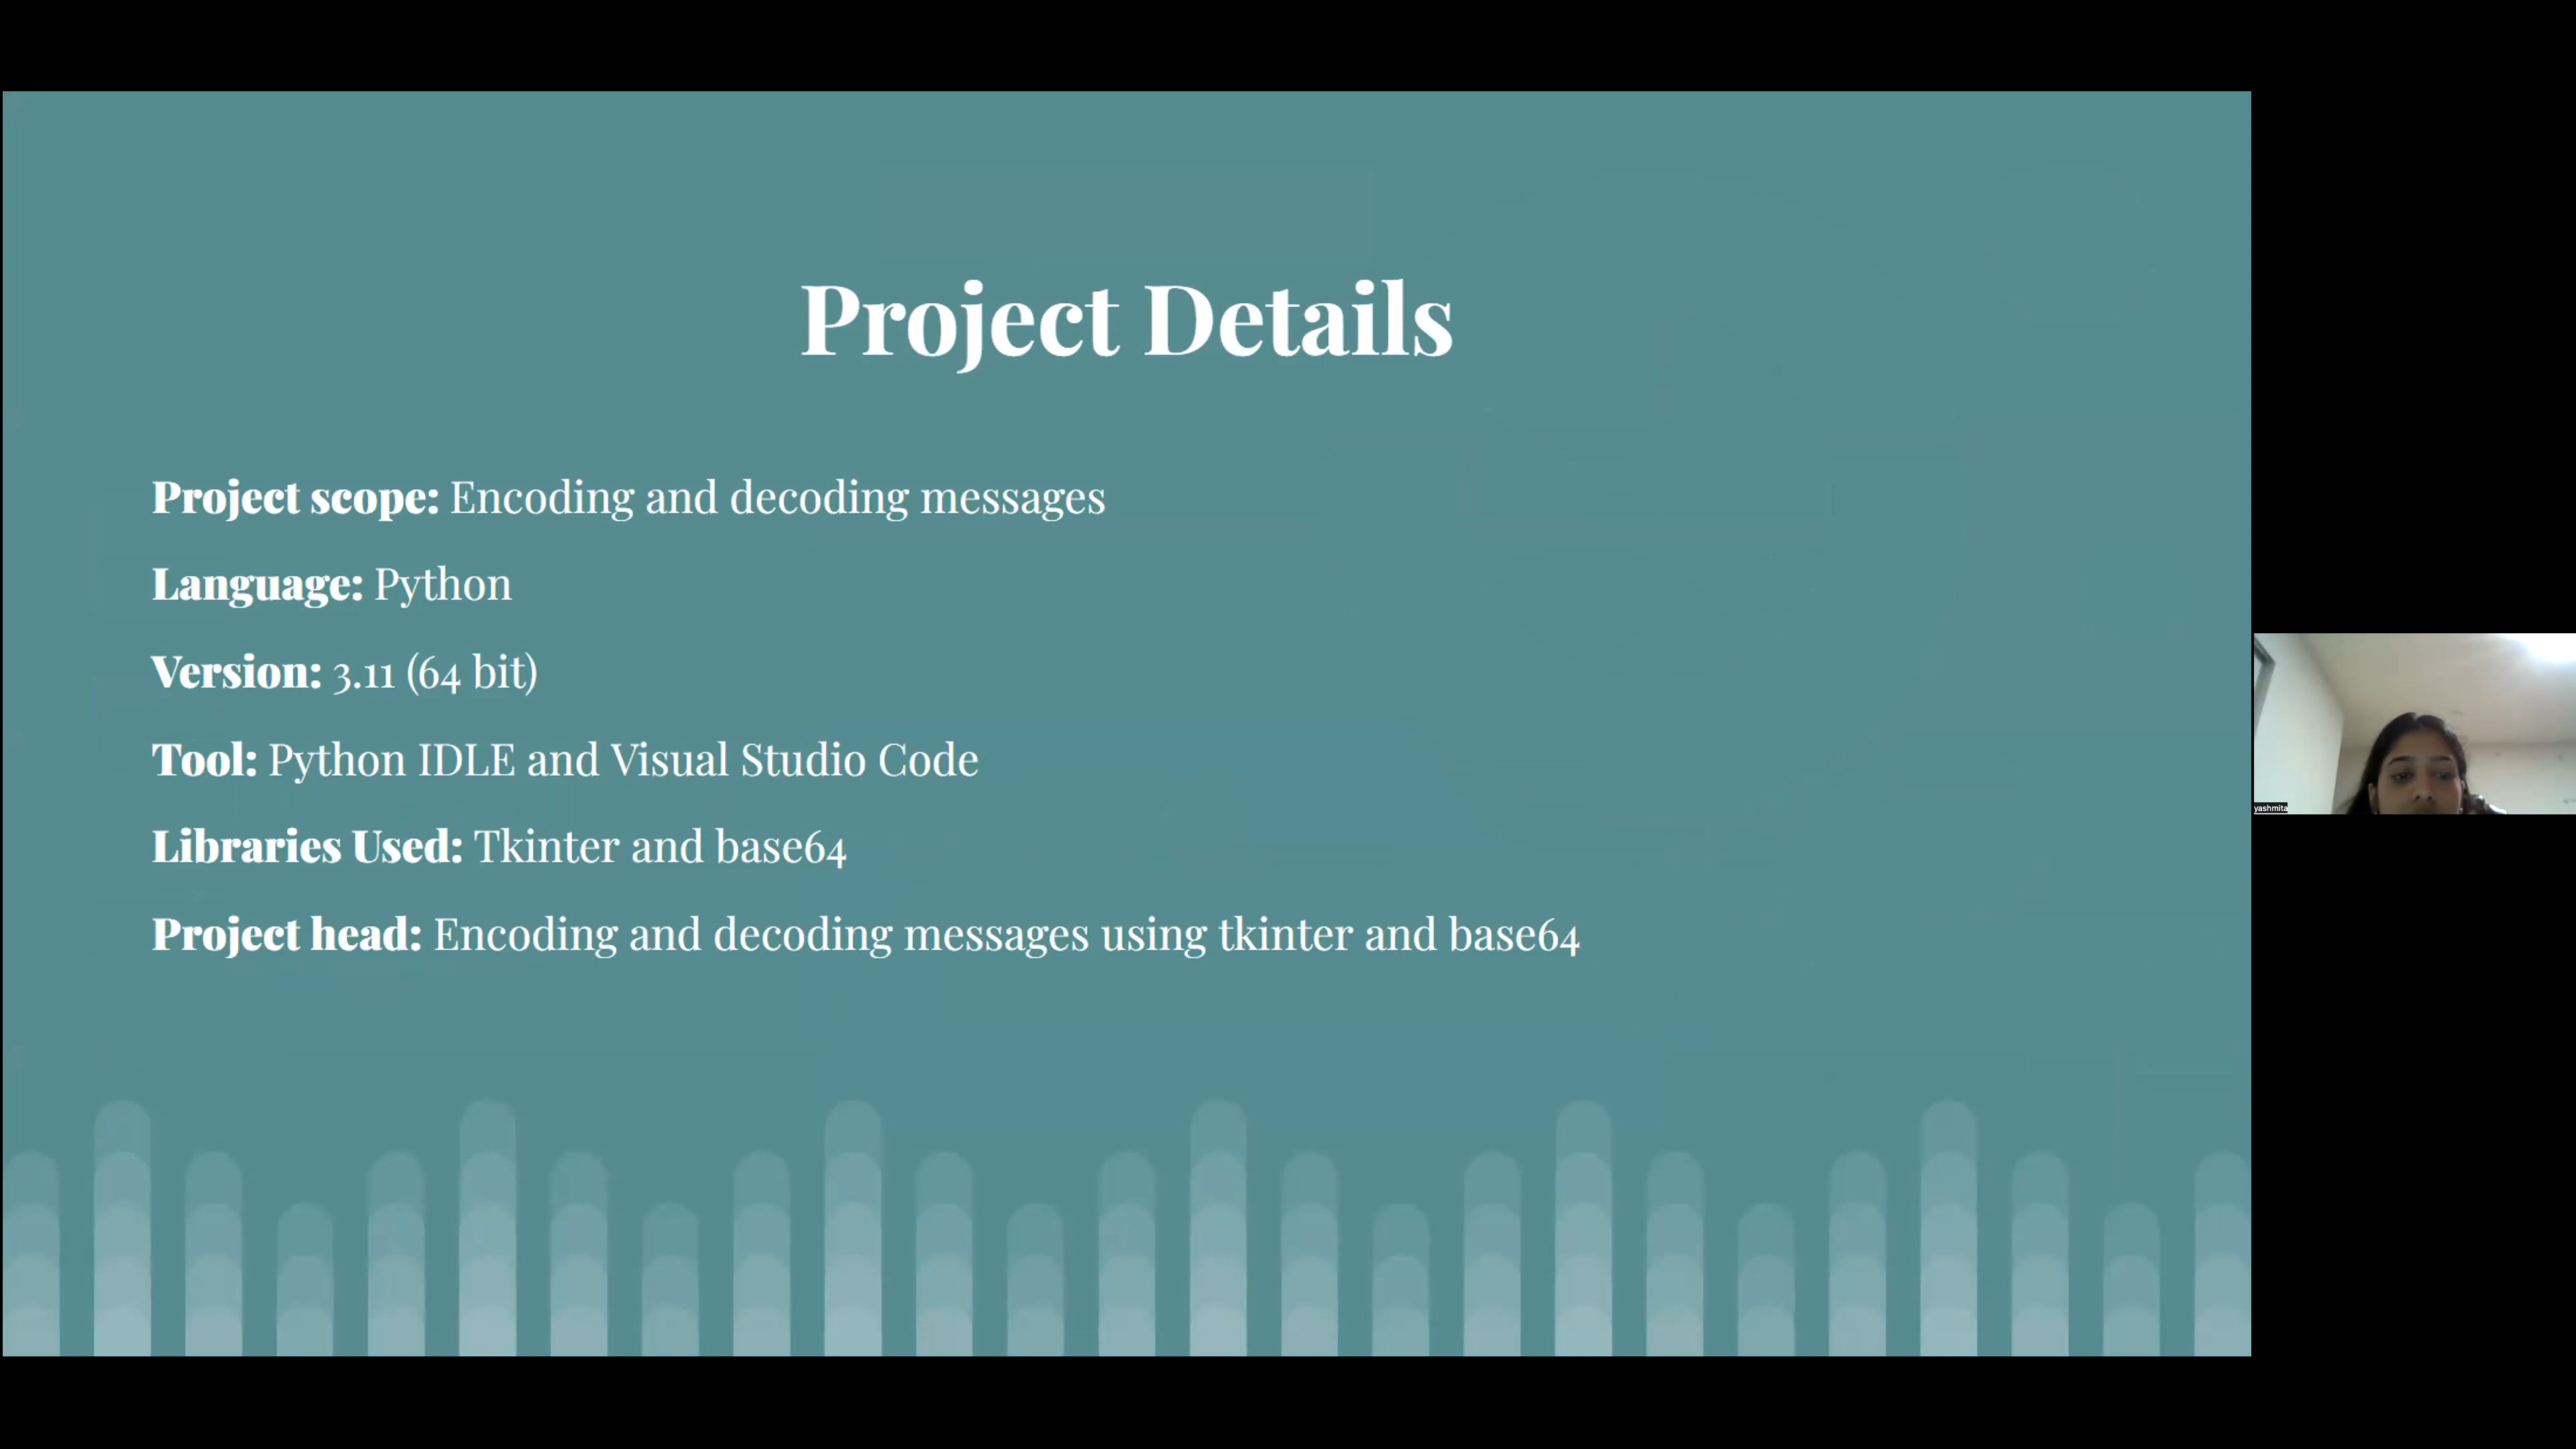 Project Details
Project scope: Encoding and decoding messages
Language: Python
Version: 3.11 (64 bit)
Tool: Python IDLE and Visual Studio Code
Libraries Used: Tkinter and base64
Project head: Encoding and decoding messages using tkinter and base64
yashmita